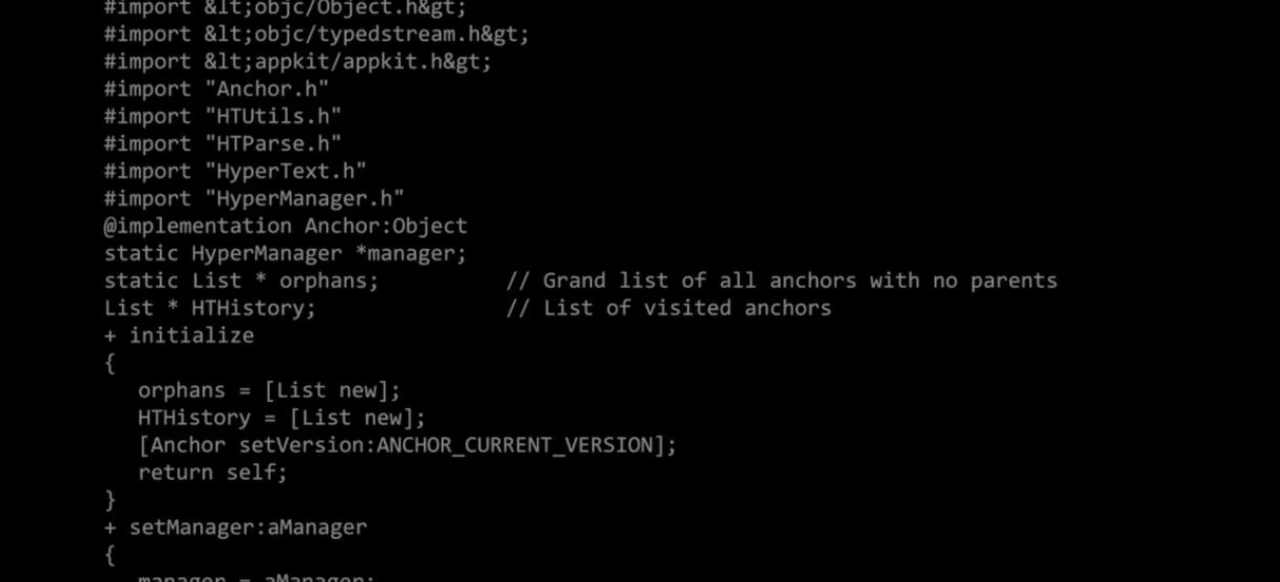 #import &lt;objc/Object.h&gt;
#import &lt;objc/typedstream.h&gt;
#import &lt;appkit/appkit.h&gt;
#import "Anchor.h"
#import "HTUtils.h"
#import "HTParse.h"
#import "HyperText.h"
#import "HyperManager.h"
@implementation Anchor:Object
static HyperManager *manager;
static List * orphans; // Grand list of all anchors with no parents
List * HTHistory; // List of visited anchors
+ initialize
{
orphans = [List new];
HTHistory = [List new];
[Anchor setVersion:ANCHOR_CURRENT_VERSION];
return self;
}
+ setManager:aManager
{
manager = aManager;